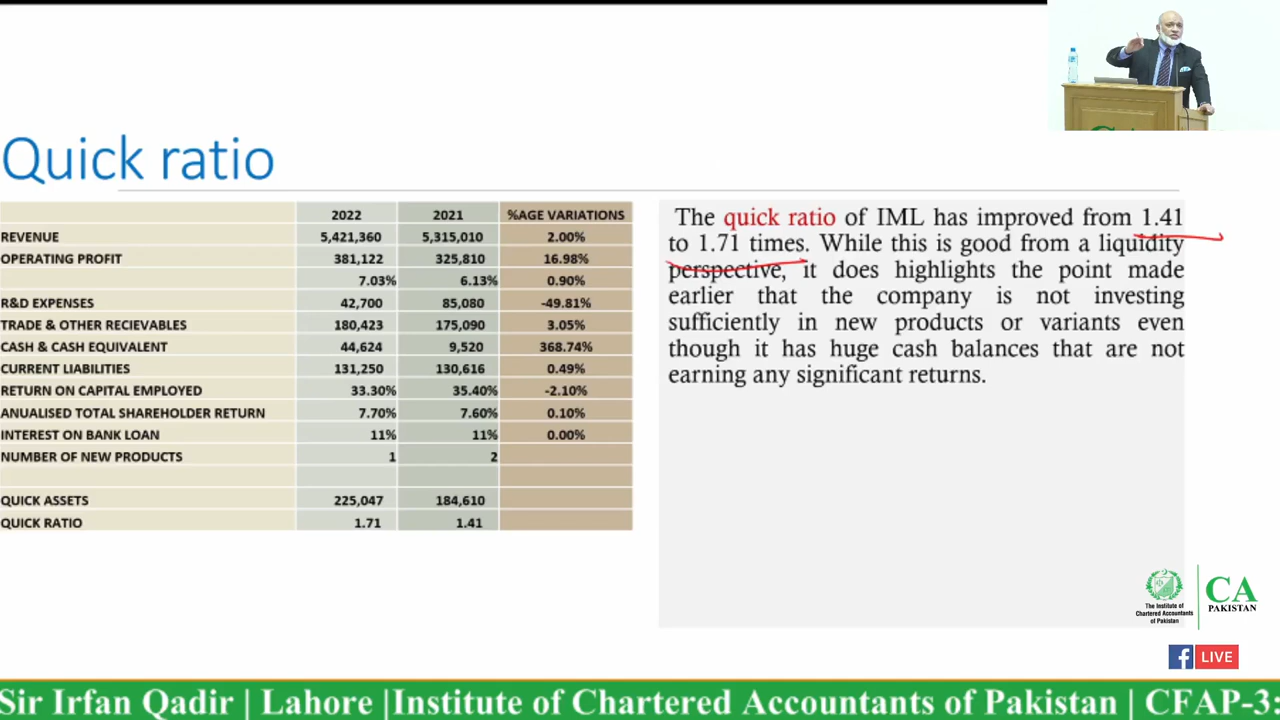 Quick ratio
2022 2021 %AGE VARIATIONS
REVENUE 5,421,360 5,315,010 2.00%
OPERATING PROFIT 381,122 325,810 16.98%
7.03% 6.13% 0.90%
R&D EXPENSES 42,700 85,080 -49.81%
TRADE & OTHER RECIEVABLES 180,423 175,090 3.05%
CASH & CASH EQUIVALENT 44,624 9,520 368.74%
CURRENT LIABILITIES 131,250 130,616 0.49%
RETURN ON CAPITAL EMPLOYED 33.30% 35.40% -2.10%
ANUALISED TOTAL SHAREHOLDER RETURN 7.70% 7.60% 0.10%
INTEREST ON BANK LOAN 11% 11% 0.00%
NUMBER OF NEW PRODUCTS 1 2
QUICK ASSETS 225,047 184,610
QUICK RATIO 1.71 1.41
The quick ratio of IML has improved from 1.41
to 1.71 times. While this is good from a liquidity
perspective, it does highlights the point made
earlier that the company is not investing
sufficiently in new products or variants even
though it has huge cash balances that are not
earning any significant returns.
The Institute of
Chartered Accountants
of Pakistan
CA
PAKISTAN
f LIVE
Sir Irfan Qadir | Lahore |Institute of Chartered Accountants of Pakistan | CFAP-3: